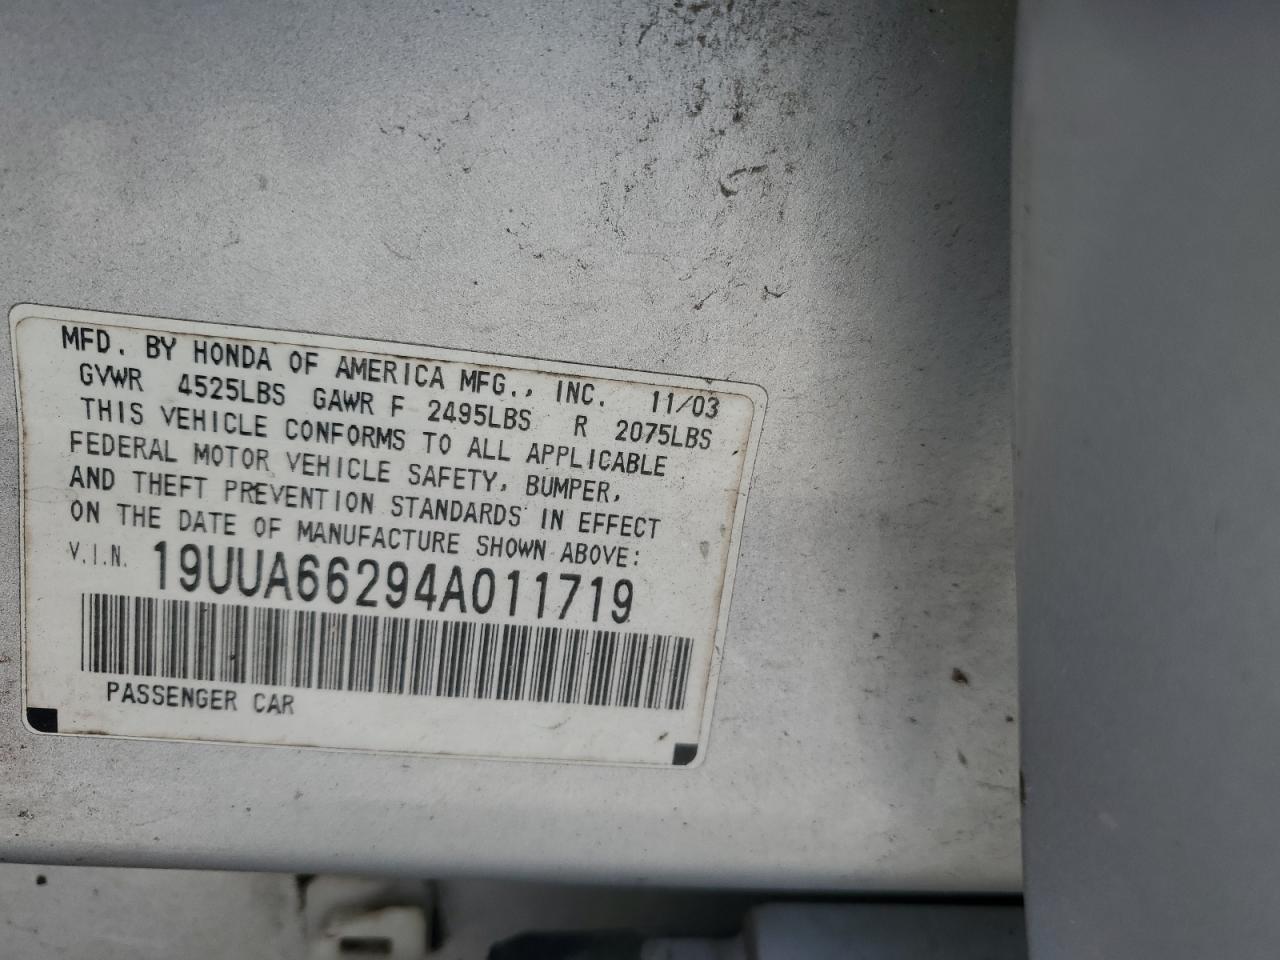 MFD. BY HONDA OF AMERICA MFG., INC. 11/03
GVWR 4525LBS GAWR F 2495LBS R 2075LBS
THIS VEHICLE CONFORMS TO ALL APPLICABLE
FEDERAL MOTOR VEHICLE SAFETY, BUMPER,
AND THEFT PREVENTION STANDARDS IN EFFECT
ON THE DATE OF MANUFACTURE SHOWN ABOVE:
V.I.N. 19UUA66294A011719
PASSENGER CAR